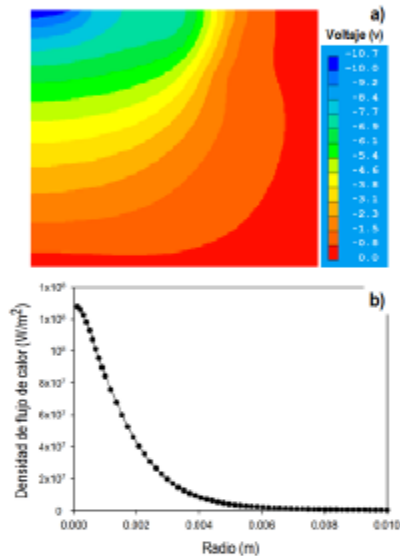 a)
Voltaje (v)
-10.7
-10.0
-9.2
-8.4
-7.7
-6.9
-6.1
-5.4
-4.6
-3.8
-3.1
-2.3
-1.5
-0.8
0.0
b)
Densidad de flujo de calor (W/m²)
1x10⁸
10⁸
8x10⁷
6x10⁷
4x10⁷
2x10⁷
0
0.000 0.002 0.004 0.006 0.008 0.010
Radio (m)